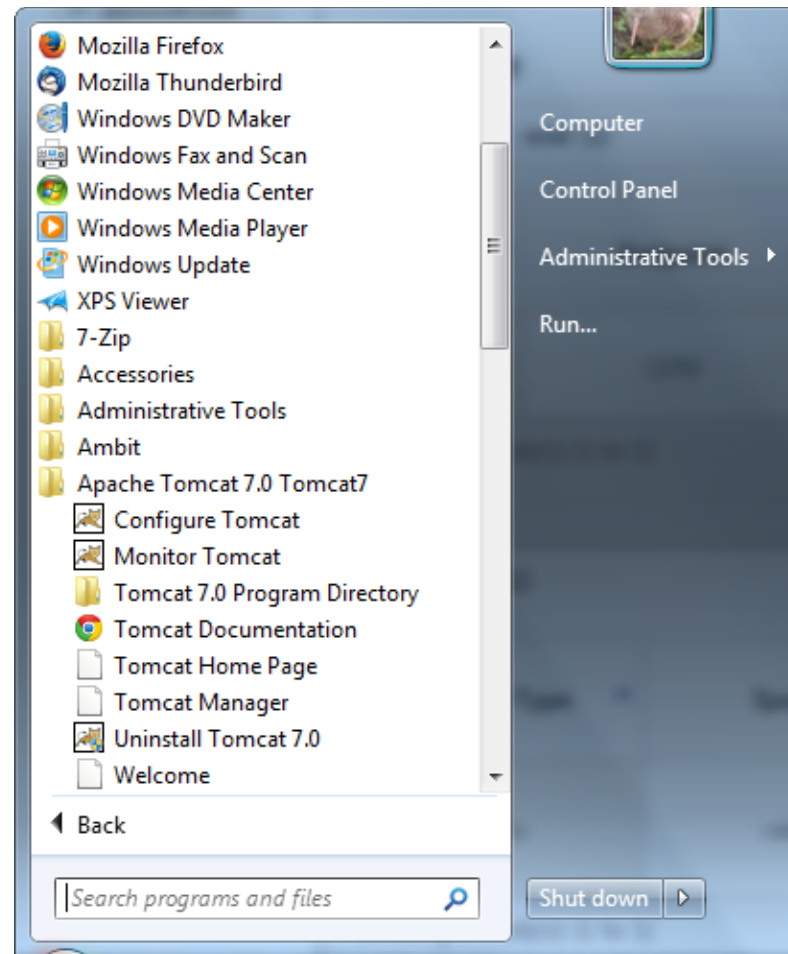 Mozilla Firefox
Mozilla Thunderbird
Windows DVD Maker
Windows Fax and Scan
Windows Media Center
Windows Media Player
Windows Update
XPS Viewer
7-Zip
Accessories
Administrative Tools
Ambit
Apache Tomcat 7.0 Tomcat7
Configure Tomcat
Monitor Tomcat
Tomcat 7.0 Program Directory
Tomcat Documentation
Tomcat Home Page
Tomcat Manager
Uninstall Tomcat 7.0
Welcome
Back
Search programs and files
Computer
Control Panel
Administrative Tools
Run...
Shut down